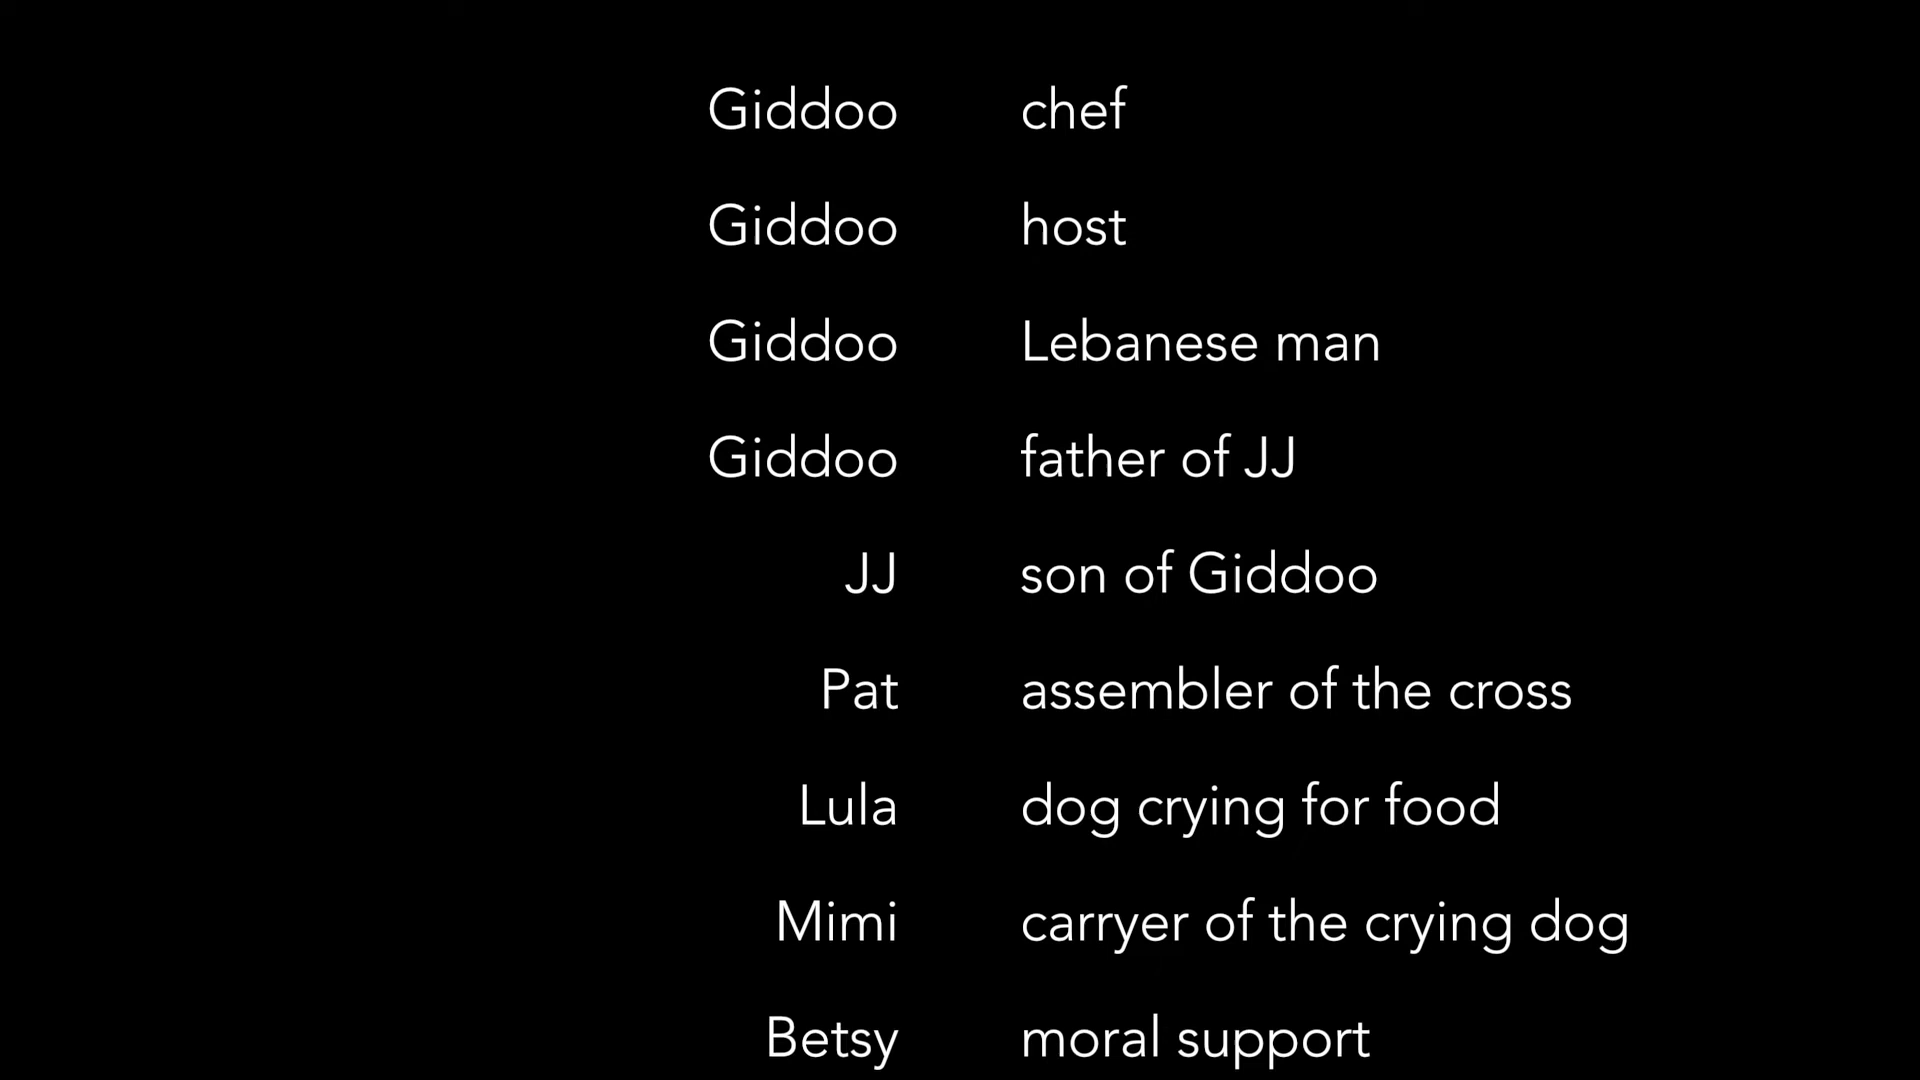 Giddoo chef
Giddoo host
Giddoo Lebanese man
Giddoo father of JJ
JJ son of Giddoo
Pat assembler of the cross
Lula dog crying for food
Mimi carryer of the crying dog
Betsy moral support